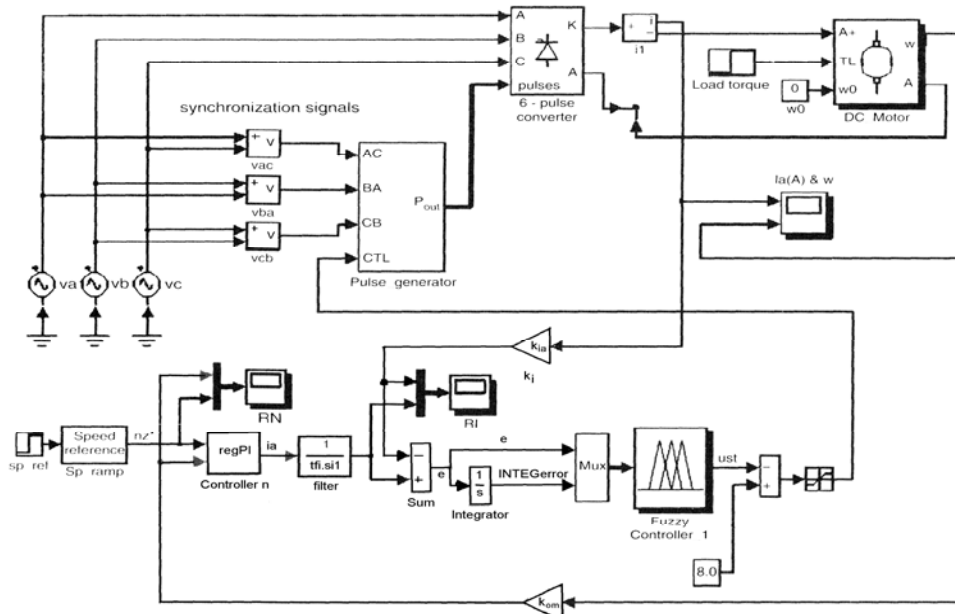 A
B
C
pulses
K
A
6 - pulse
converter
+
-
i
i1
Load torque
0
w0
A+
TL
w0
w
A
DC Motor
synchronization signals
+
v
vac
+
v
vba
+
v
vcb
AC
BA
CB
CTL
Pout
Pulse generator
Ia(A) & w
va
vb
vc
kia
ki
RN
RI
sp ref
Speed
reference
Sp ramp
nz*
regPI
Controller n
ia
1
tfi.si1
filter
-
+
Sum
e
e
1
s
Integrator
INTEGerror
Mux
Fuzzy
Controller 1
ust
-
+
8.0
kom